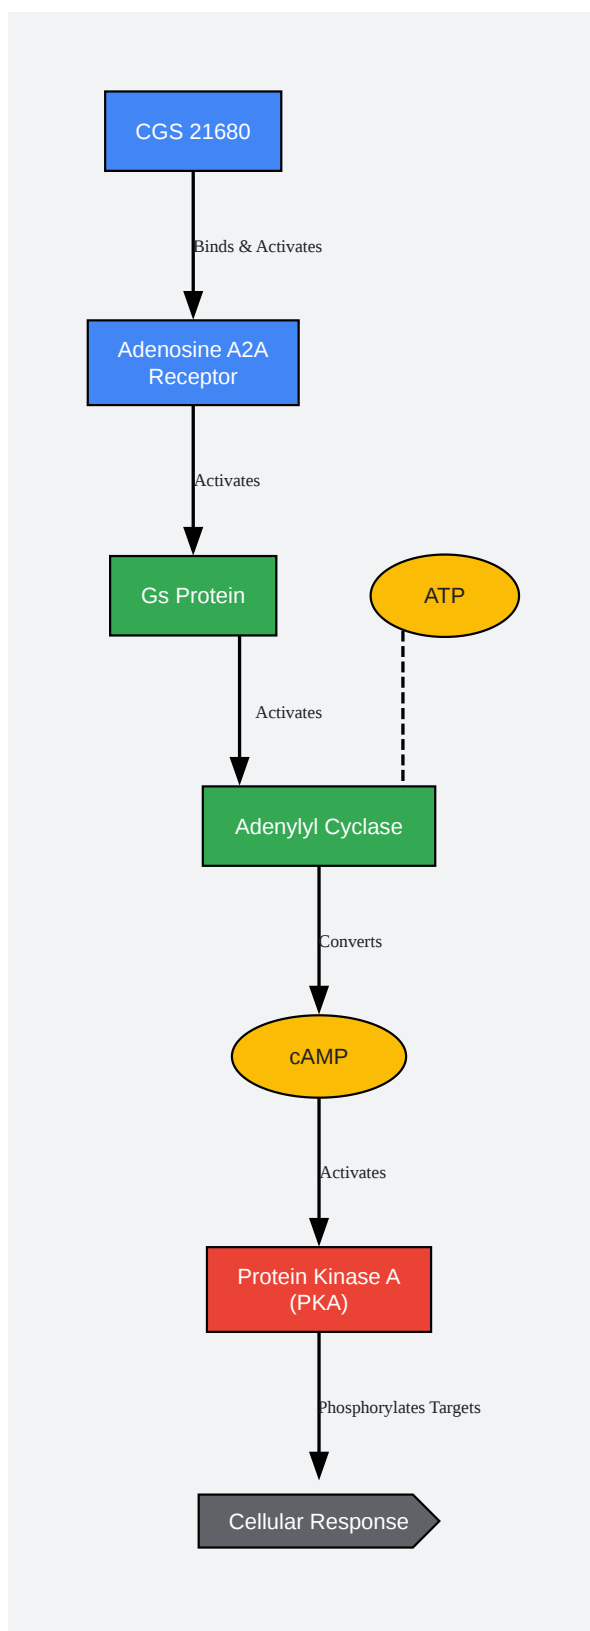 CGS 21680
Binds & Activates
Adenosine A2A
Receptor
Activates
Gs Protein
ATP
Activates
Adenylyl Cyclase
Converts
cAMP
Activates
Protein Kinase A
(PKA)
Phosphorylates Targets
Cellular Response